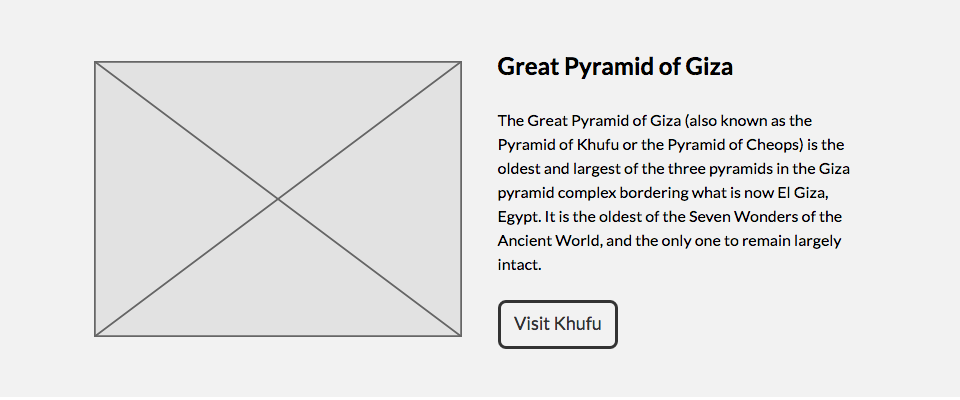 Great Pyramid of Giza
The Great Pyramid of Giza (also known as the
Pyramid of Khufu or the Pyramid of Cheops) is the
oldest and largest of the three pyramids in the Giza
pyramid complex bordering what is now El Giza,
Egypt. It is the oldest of the Seven Wonders of the
Ancient World, and the only one to remain largely
intact.
Visit Khufu